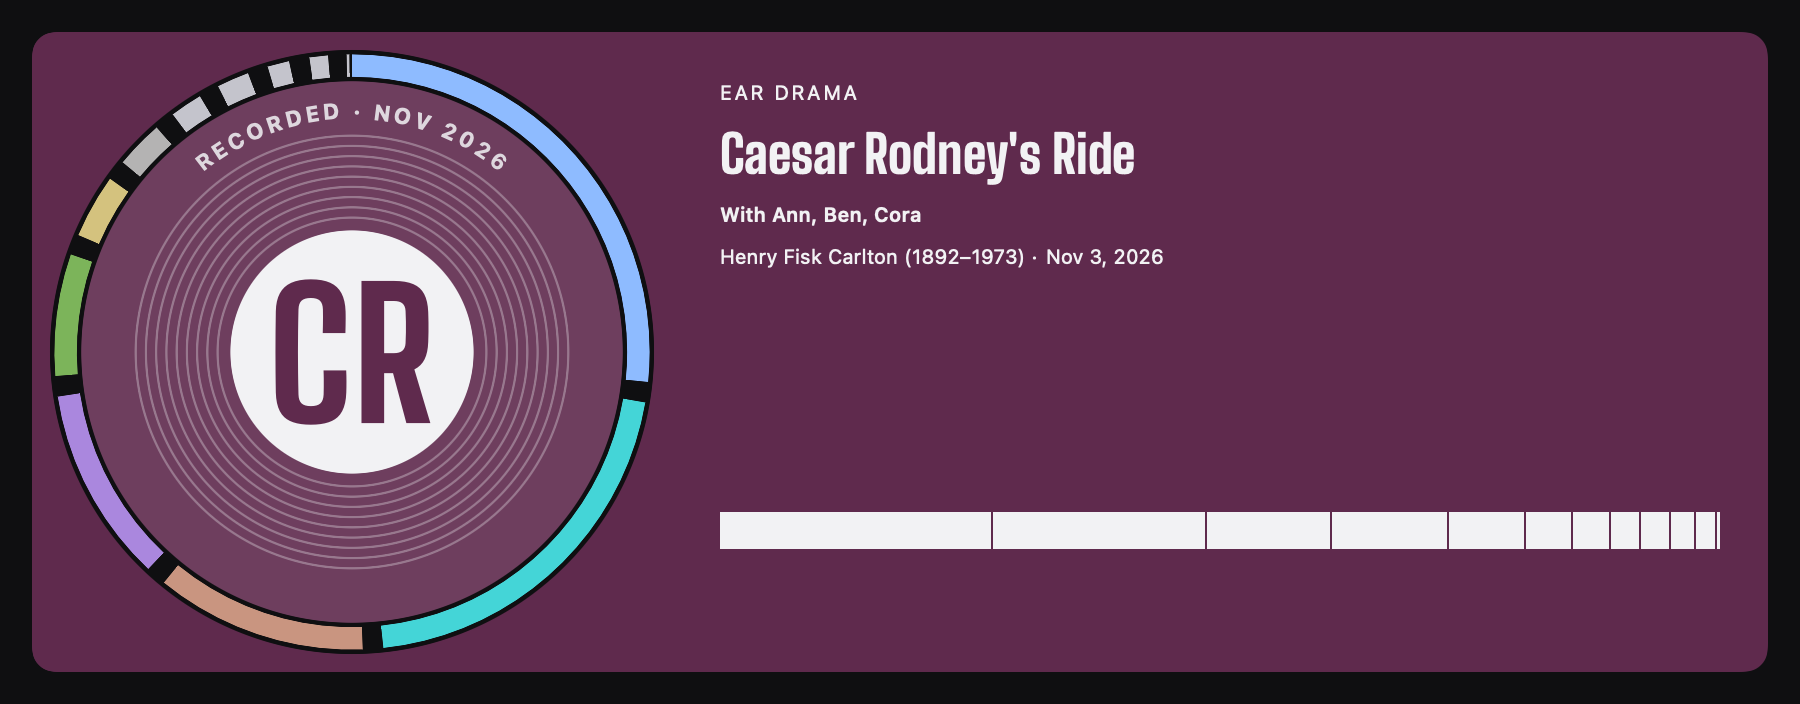 RECORDED · NOV 2026
CR
EAR DRAMA
Caesar Rodney's Ride
With Ann, Ben, Cora
Henry Fisk Carlton (1892–1973) · Nov 3, 2026